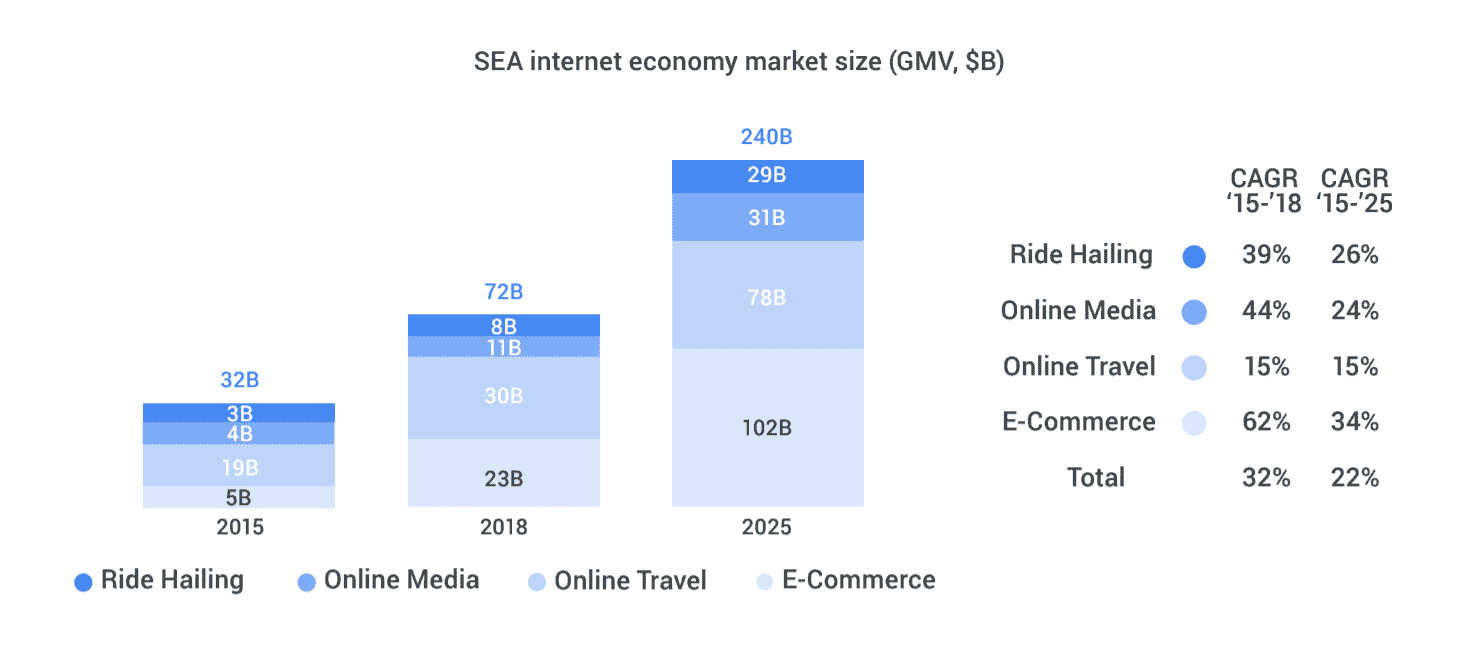 SEA internet economy market size (GMV, $B)
240B
29B
31B
78B
102B
72B
8B
11B
30B
23B
32B
3B
4B
19B
5B
2015 2018 2025
Ride Hailing Online Media Online Travel E-Commerce
CAGR CAGR
‘15-’18 ‘15-’25
Ride Hailing 39% 26%
Online Media 44% 24%
Online Travel 15% 15%
E-Commerce 62% 34%
Total 32% 22%